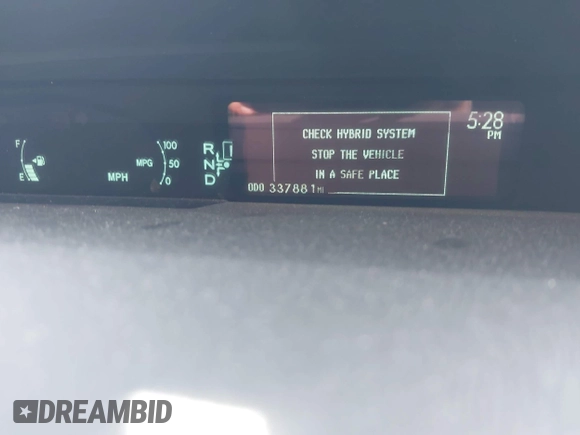 5:28
PM
CHECK HYBRID SYSTEM
STOP THE VEHICLE
IN A SAFE PLACE
ODO 337881 MI
F
E
MPH
MPG
100
50
0
R
N
D
DREAMBID